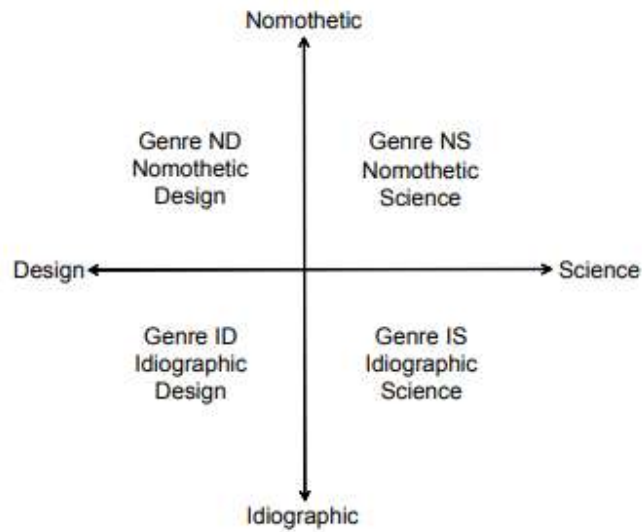 Nomothetic
Genre ND
Nomothetic
Design
Genre NS
Nomothetic
Science
Design
Science
Genre ID
Idiographic
Design
Genre IS
Idiographic
Science
Idiographic